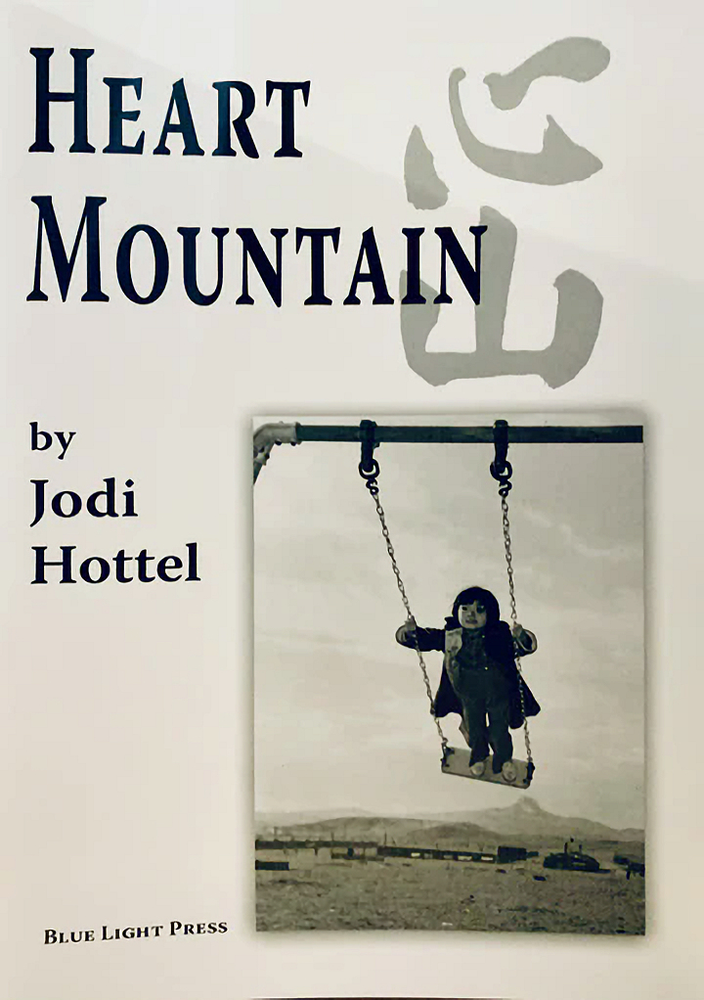 HEART
MOUNTAIN
心
山
by
Jodi
Hottel
BLUE LIGHT PRESS